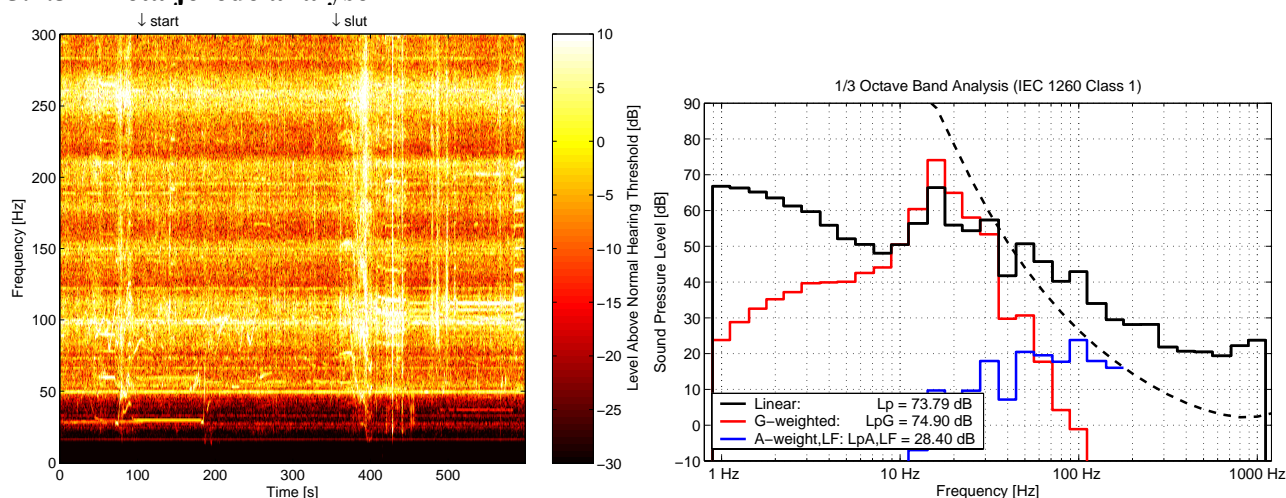 ↓ start
↓ slut
300
250
200
150
100
50
0
Frequency [Hz]
0
100
200
300
400
500
Time [s]
10
5
0
−5
−10
−15
−20
−25
−30
Level Above Normal Hearing Threshold [dB]
1/3 Octave Band Analysis (IEC 1260 Class 1)
90
80
70
60
50
40
30
20
10
0
−10
Sound Pressure Level [dB]
Linear: Lp = 73.79 dB
G−weighted: LpG = 74.90 dB
A−weight,LF: LpA,LF = 28.40 dB
1 Hz
10 Hz
100 Hz
1000 Hz
Frequency [Hz]